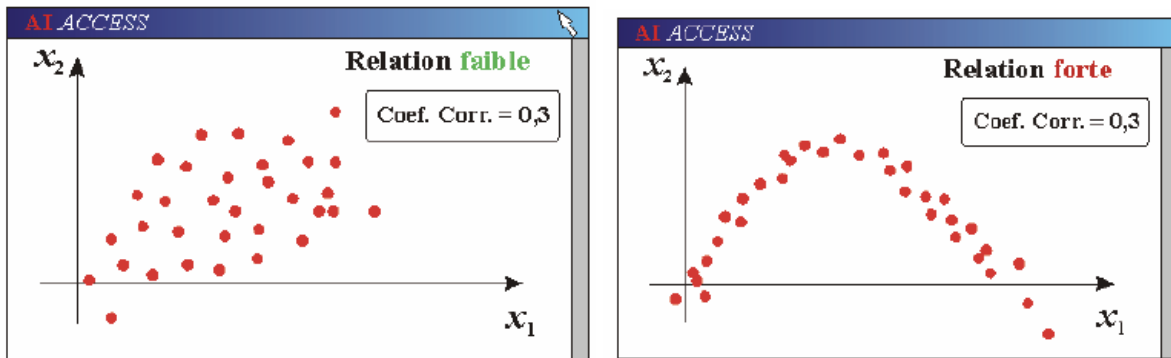 AI ACCESS
x₂
Relation faible
Coef. Corr. = 0,3
x₁
AI ACCESS
x₂
Relation forte
Coef. Corr. = 0,3
x₁